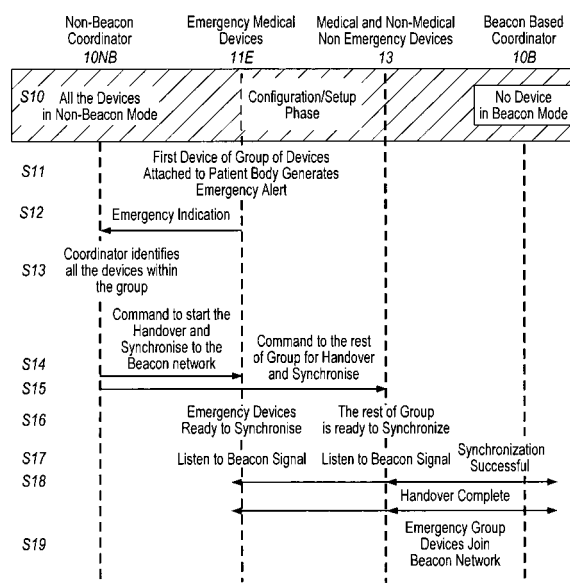 Non-Beacon
Coordinator
10NB
Emergency Medical
Devices
11E
Medical and Non-Medical
Non Emergency Devices
13
Beacon Based
Coordinator
10B
S10
All the Devices
in Non-Beacon Mode
Configuration/Setup
Phase
No Device
in Beacon Mode
S11
First Device of Group of Devices
Attached to Patient Body Generates
Emergency Alert
S12
Emergency Indication
S13
Coordinator identifies
all the devices within
the group
Command to start the
Handover and
Synchronise to the
Beacon network
Command to the rest
of Group for Handover
and Synchronise
S14
S15
S16
Emergency Devices
Ready to Synchronise
The rest of Group
is ready to Synchronize
S17
Listen to Beacon Signal
Listen to Beacon Signal
Synchronization
Successful
S18
Handover Complete
S19
Emergency Group
Devices Join
Beacon Network